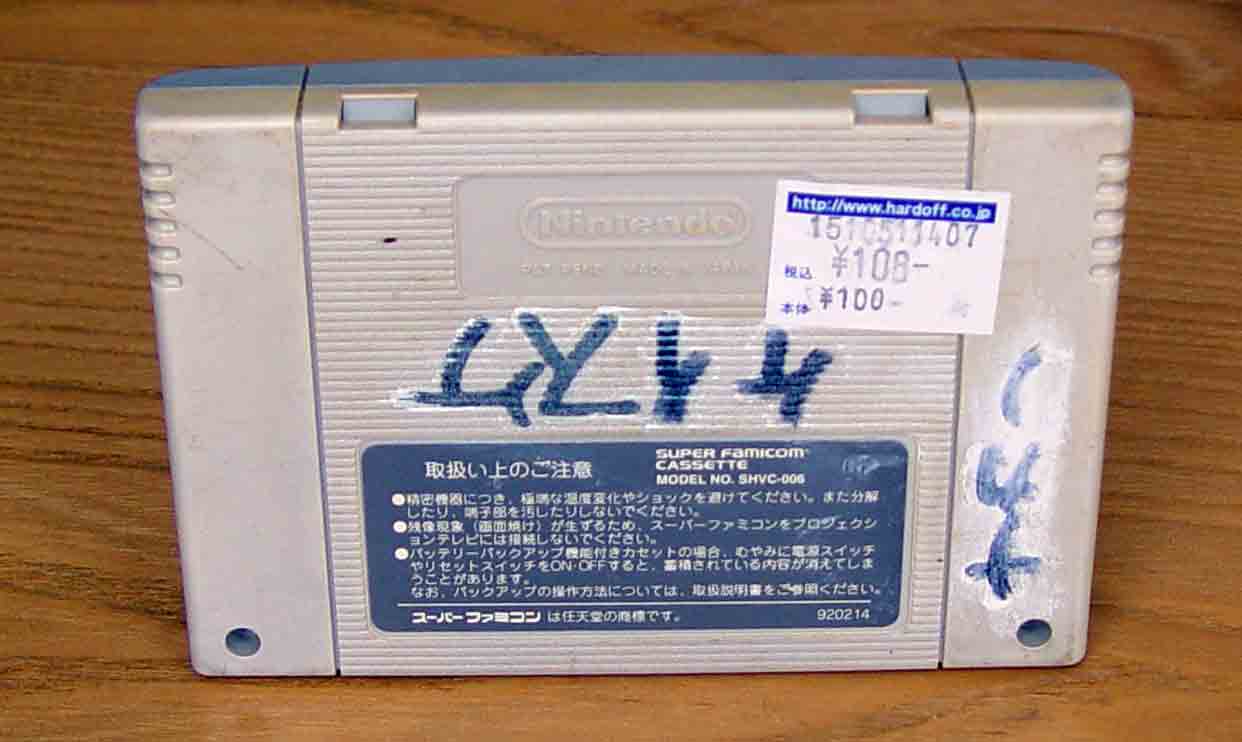 Nintendo
PAT. PEND. MADE IN JAPAN
http://www.hardoff.co.jp
1510511407
税込 ¥108-
本体 ¥100-
取扱い上のご注意
SUPER FAMICOM
CASSETTE
MODEL NO. SHVC-006
●精密機器につき、極端な温度変化やショックを避けてください。また分解
したり、端子部を汚したりしないでください。
●残像現象（画面焼け）が生ずるため、スーパーファミコンをプロジェクシ
ョンテレビには接続しないでください。
●バッテリーバックアップ機能付きカセットの場合、むやみに電源スイッチ
やリセットスイッチをON・OFFすると、蓄積されている内容が消えてしま
うことがあります。
なお、バックアップの操作方法については、取扱説明書をご参照ください。
スーパーファミコン は任天堂の商標です。
920214